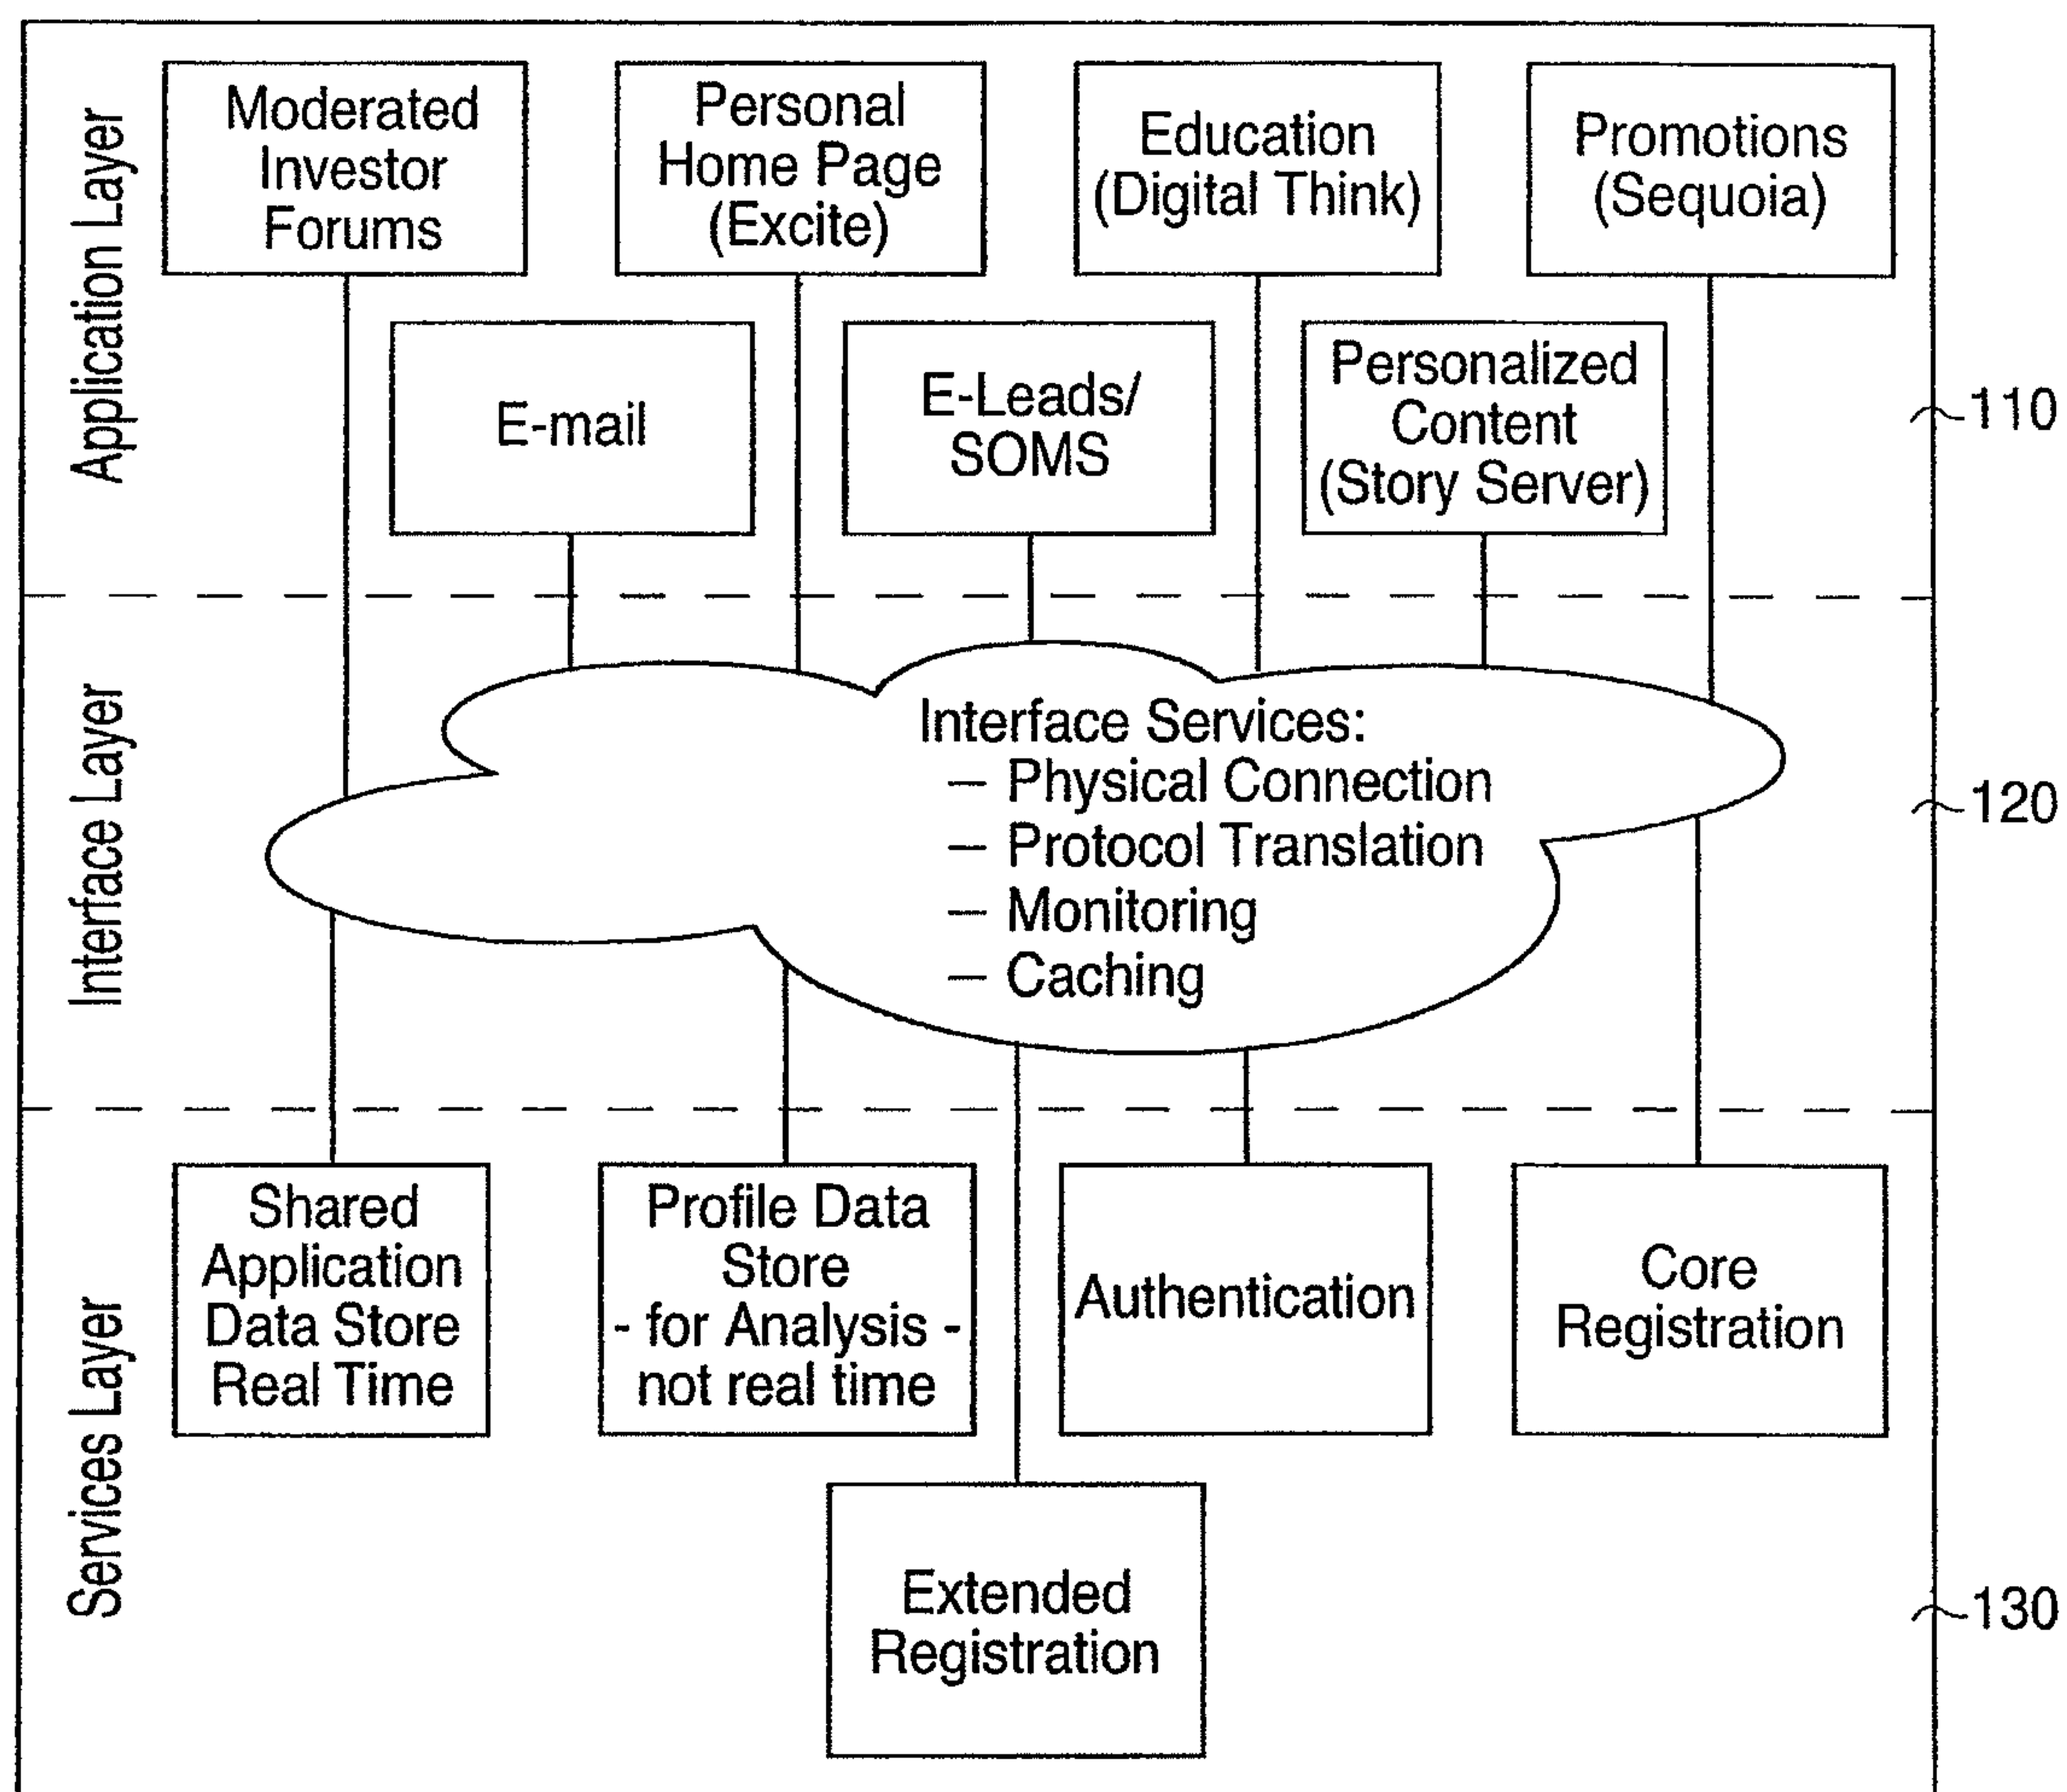 Application Layer
Moderated
Investor
Forums
Personal
Home Page
(Excite)
Education
(Digital Think)
Promotions
(Sequoia)
E-mail
E-Leads/
SOMS
Personalized
Content
(Story Server)
110
Interface Layer
Interface Services:
— Physical Connection
— Protocol Translation
— Monitoring
— Caching
120
Services Layer
Shared
Application
Data Store
Real Time
Profile Data
Store
- for Analysis -
not real time
Authentication
Core
Registration
Extended
Registration
130